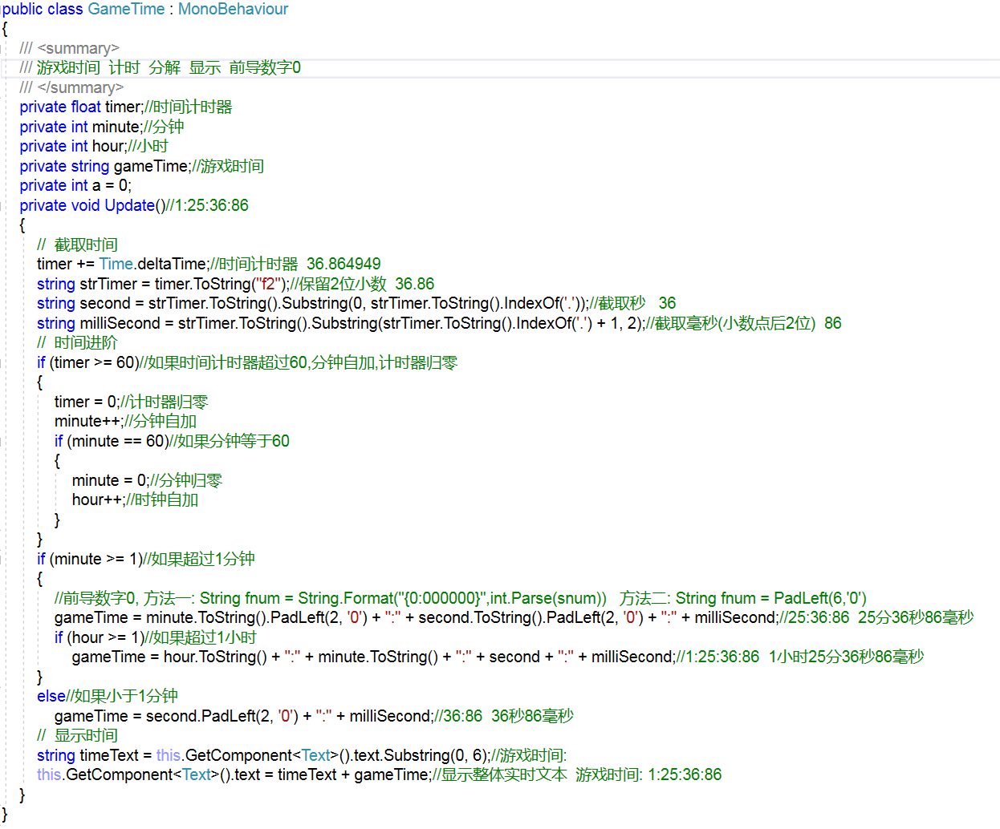 public class GameTime : MonoBehaviour
{
/// <summary>
/// 游戏时间  计时  分解  显示  前导数字0
/// </summary>
private float timer;//时间计时器
private int minute;//分钟
private int hour;//小时
private string gameTime;//游戏时间
private int a = 0;
private void Update()//1:25:36:86
{
//  截取时间
timer += Time.deltaTime;//时间计时器  36.864949
string strTimer = timer.ToString("f2");//保留2位小数  36.86
string second = strTimer.ToString().Substring(0, strTimer.ToString().IndexOf('.'));//截取秒   36
string milliSecond = strTimer.ToString().Substring(strTimer.ToString().IndexOf('.') + 1, 2);//截取毫秒(小数点后2位)  86
//  时间进阶
if (timer >= 60)//如果时间计时器超过60,分钟自加,计时器归零
{
timer = 0;//计时器归零
minute++;//分钟自加
if (minute == 60)//如果分钟等于60
{
minute = 0;//分钟归零
hour++;//时钟自加
}
}
if (minute >= 1)//如果超过1分钟
{
//前导数字0, 方法一: String fnum = String.Format("{0:000000}",int.Parse(snum))   方法二: String fnum = PadLeft(6,'0')
gameTime = minute.ToString().PadLeft(2, '0') + ":" + second.ToString().PadLeft(2, '0') + ":" + milliSecond;//25:36:86  25分36秒86毫秒
if (hour >= 1)//如果超过1小时
gameTime = hour.ToString() + ":" + minute.ToString() + ":" + second + ":" + milliSecond;//1:25:36:86  1小时25分36秒86毫秒
}
else//如果小于1分钟
gameTime = second.PadLeft(2, '0') + ":" + milliSecond;//36:86  36秒86毫秒
//  显示时间
string timeText = this.GetComponent<Text>().text.Substring(0, 6);//游戏时间:
this.GetComponent<Text>().text = timeText + gameTime;//显示整体实时文本  游戏时间: 1:25:36:86
}
}